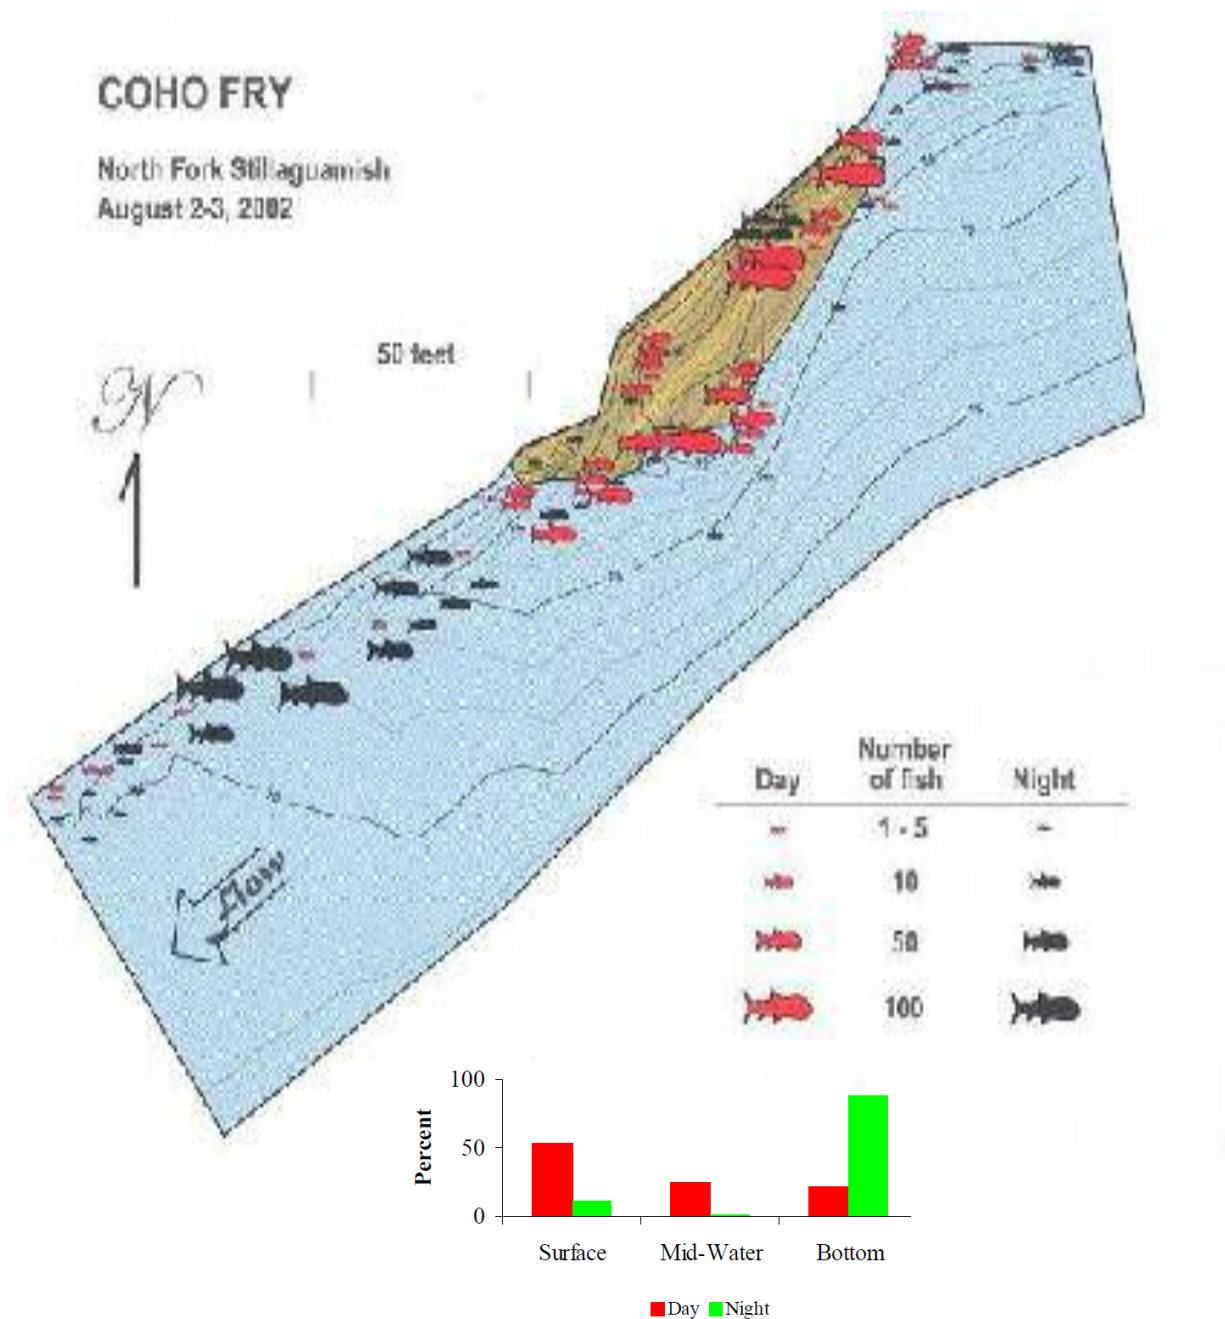 COHO FRY
North Fork Stillaguamish
August 2-3, 2002
50 feet
N
flow
Day Number of fish Night
1 - 5
10
50
100
Percent
100
50
0
Surface Mid-Water Bottom
Day Night